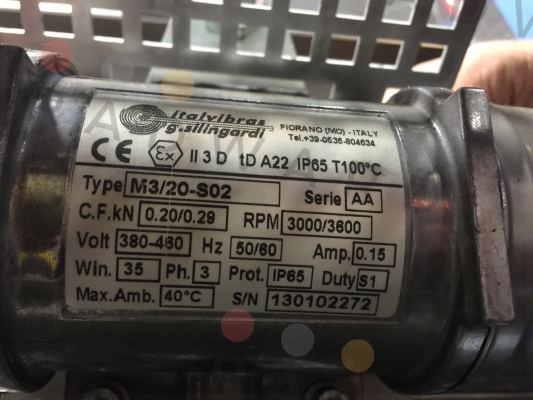 italvibras
g.silingardi
FIORANO (MO) - ITALY
Tel.+39-0536-804634
CE Ex II 3 D tD A22 IP65 T100°C
Type M3/20-S02 Serie AA
C.F.kN 0.20/0.29 RPM 3000/3600
Volt 380-460 Hz 50/60 Amp. 0.15
Win. 35 Ph. 3 Prot. IP65 Duty S1
Max.Amb. 40°C S/N 130102272